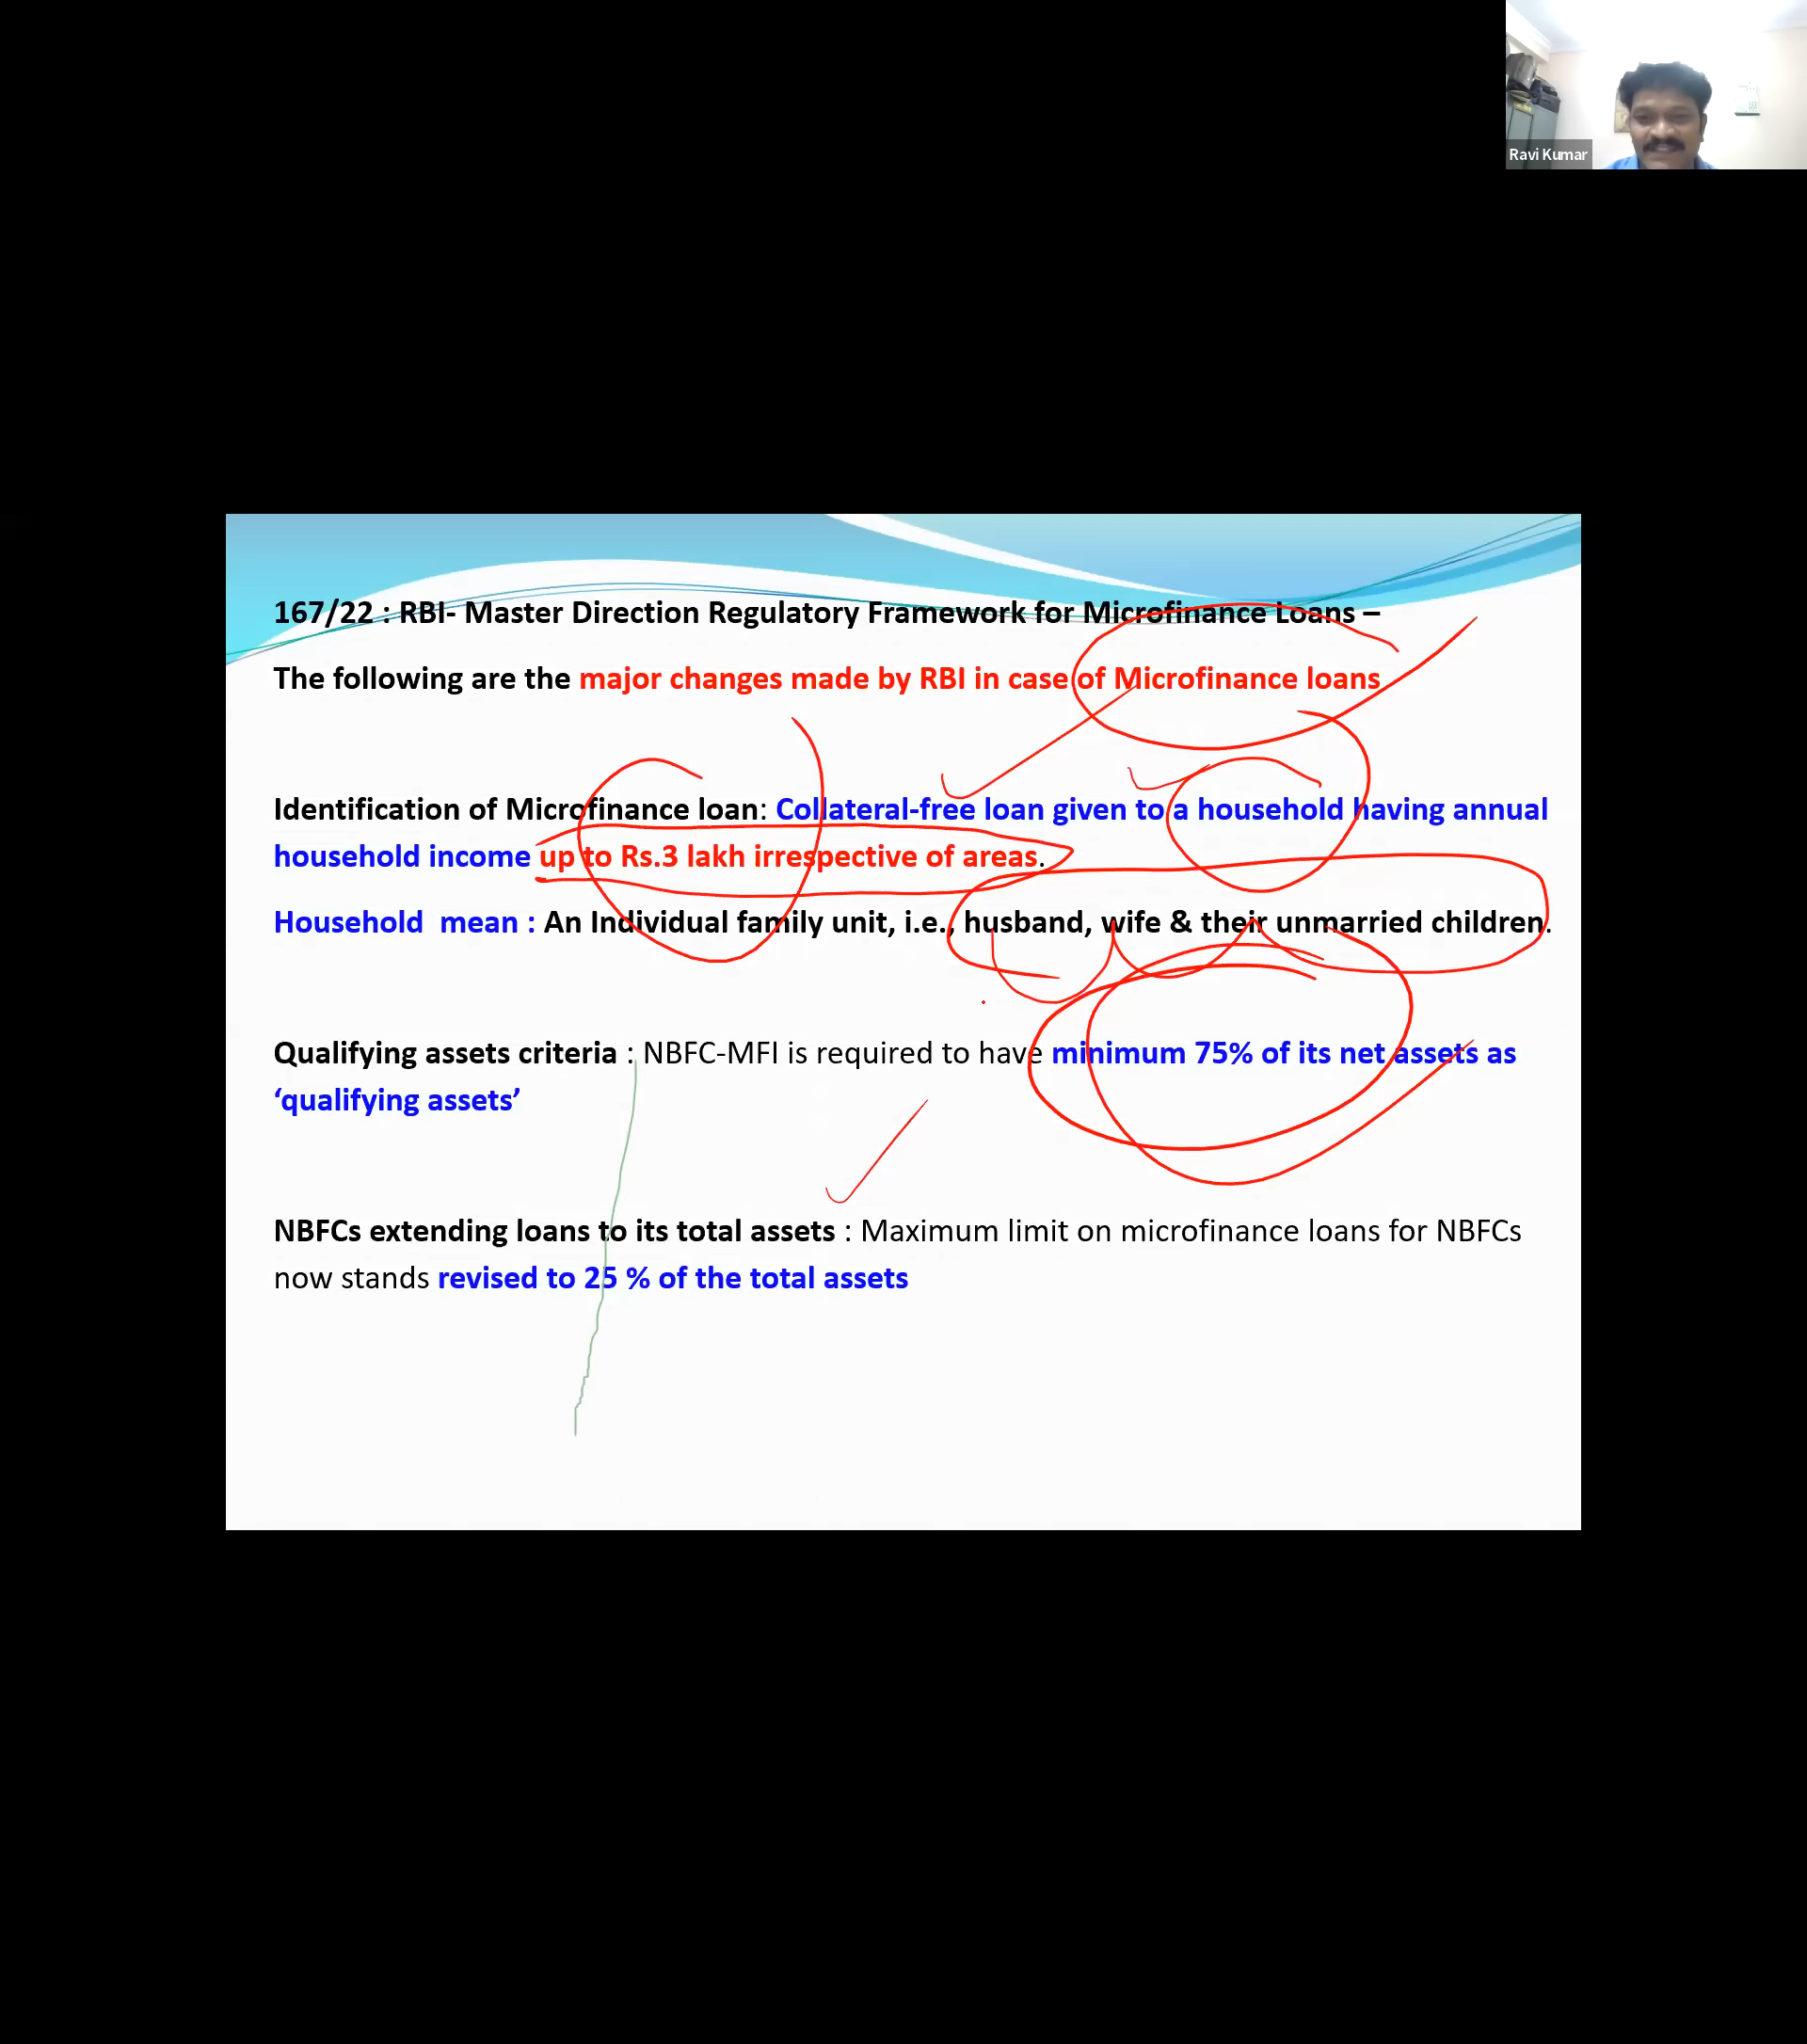 Ravi Kumar
167/22 : RBI- Master Direction Regulatory Framework for Microfinance Loans –
The following are the major changes made by RBI in case of Microfinance loans
Identification of Microfinance loan: Collateral-free loan given to a household having annual
household income up to Rs.3 lakh irrespective of areas.
Household mean : An Individual family unit, i.e., husband, wife & their unmarried children.
Qualifying assets criteria : NBFC-MFI is required to have minimum 75% of its net assets as
‘qualifying assets’
NBFCs extending loans to its total assets : Maximum limit on microfinance loans for NBFCs
now stands revised to 25 % of the total assets